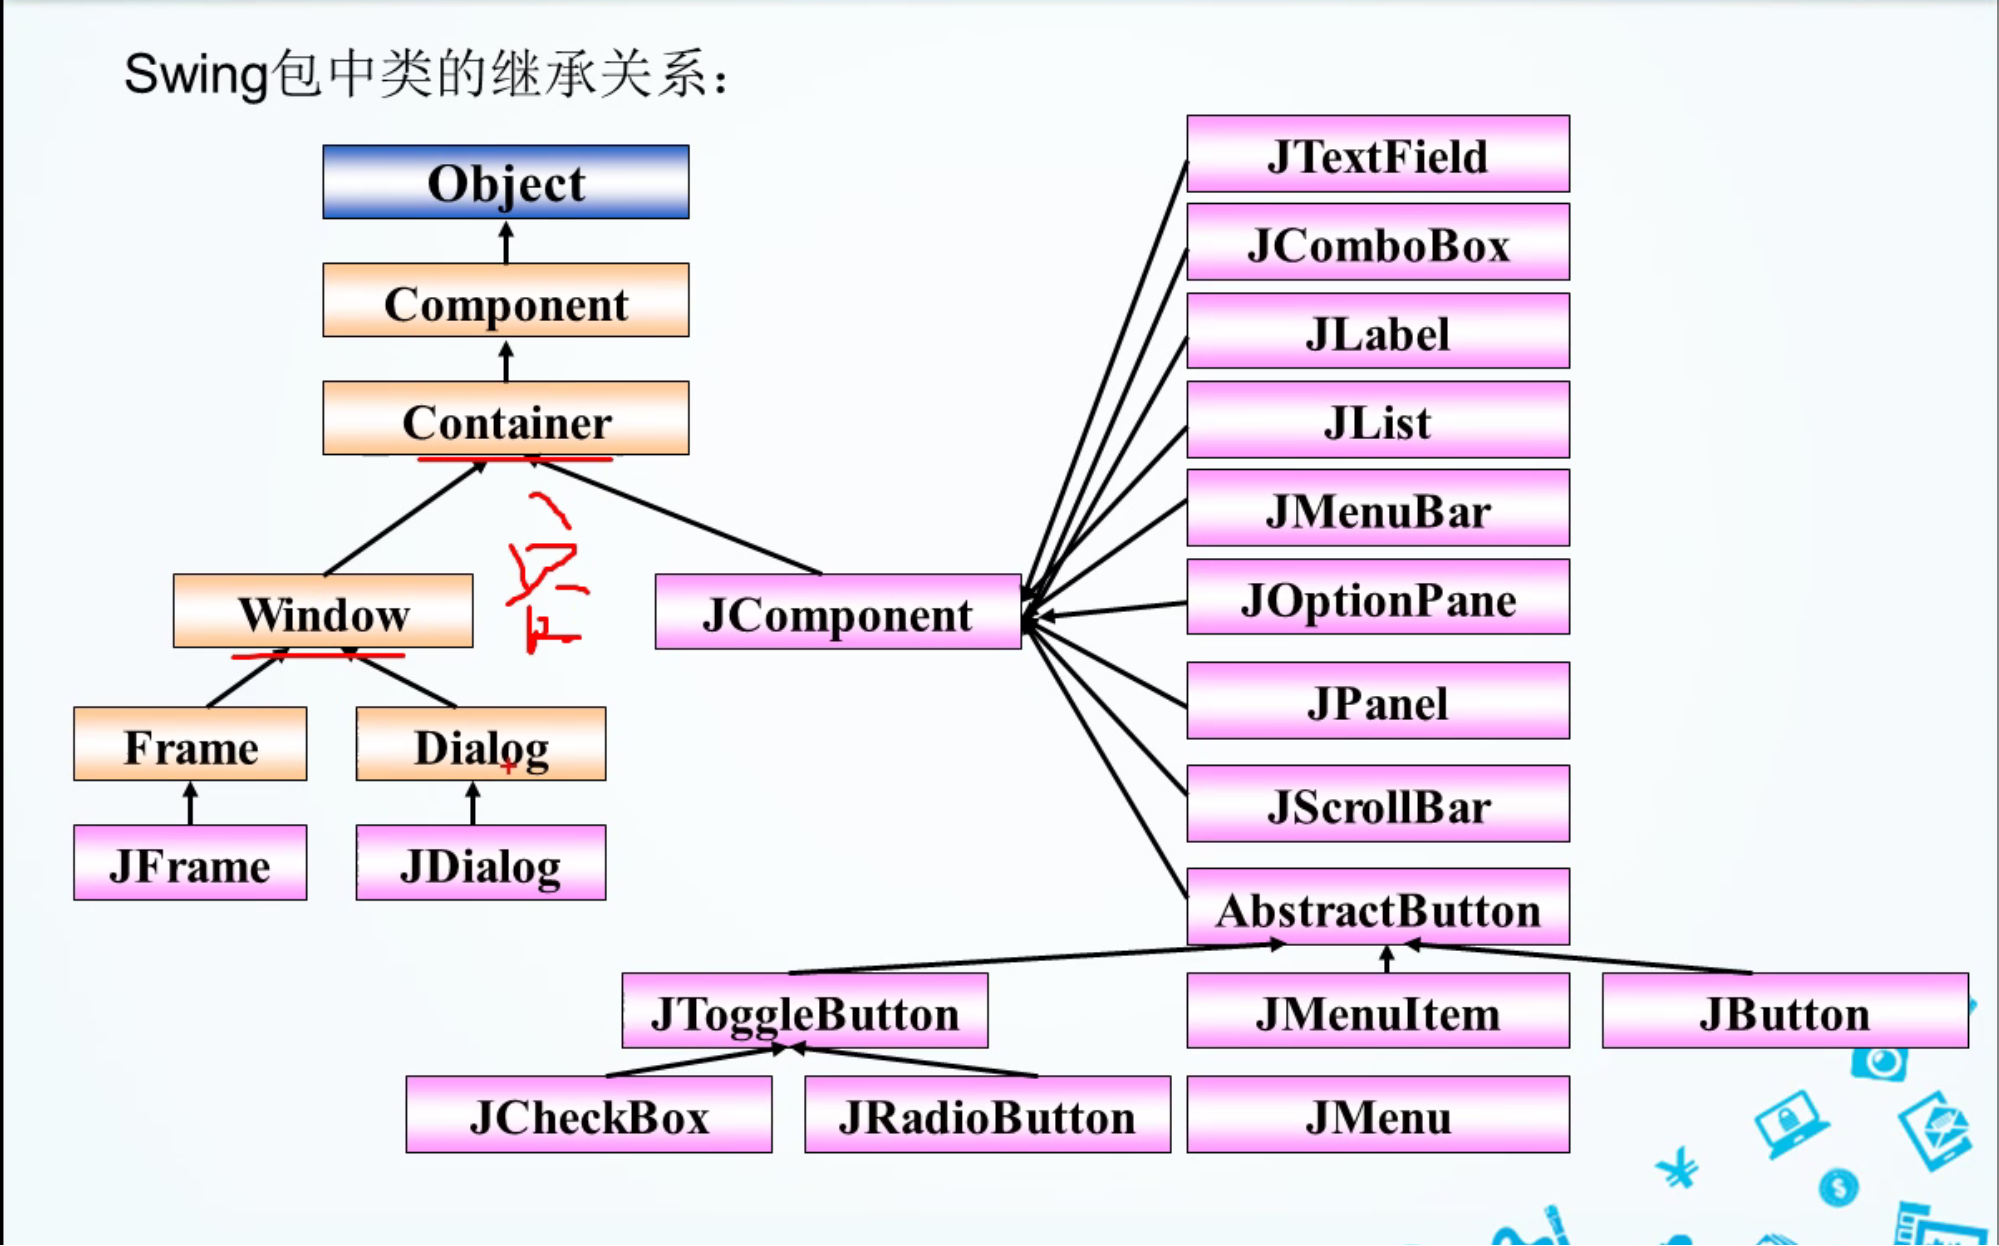 Swing包中类的继承关系：
Object
Component
Container
Window
JComponent
Frame
Dialog
JFrame
JDialog
JTextField
JComboBox
JLabel
JList
JMenuBar
JOptionPane
JPanel
JScrollBar
AbstractButton
JToggleButton
JMenuItem
JButton
JCheckBox
JRadioButton
JMenu